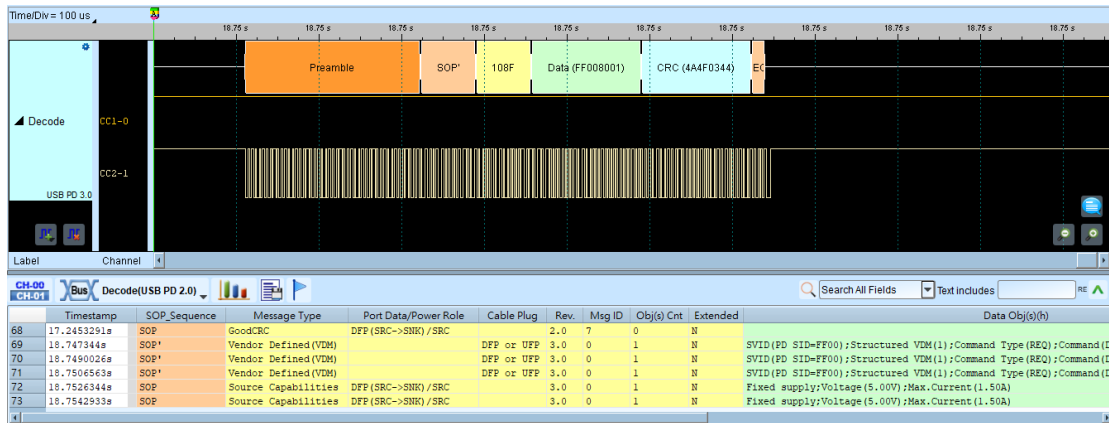 Time/Div = 100 us
18.75 s 18.75 s 18.75 s 18.75 s 18.75 s 18.75 s 18.75 s 18.75 s 18.75 s 18.75 s 18.75 s
Preamble SOP' 108F Data (FF008001) CRC (4A4F0344)
Decode CC1-0
CC2-1
USB PD 3.0
Label Channel
CH-00
CH-01 Bus Decode(USB PD 2.0) Search All Fields Text includes RE
Timestamp SOP_Sequence Message Type Port Data/Power Role Cable Plug Rev. Msg ID Obj(s) Cnt Extended Data Obj(s)(h)
68 17.2453291s SOP GoodCRC DFP(SRC->SNK)/SRC 2.0 7 0 N
69 18.747344s SOP' Vendor Defined(VDM) DFP or UFP 3.0 0 1 N SVID(PD SID=FF00);Structured VDM(1);Command Type(REQ);Command(D
70 18.7490026s SOP' Vendor Defined(VDM) DFP or UFP 3.0 0 1 N SVID(PD SID=FF00);Structured VDM(1);Command Type(REQ);Command(D
71 18.7506563s SOP' Vendor Defined(VDM) DFP or UFP 3.0 0 1 N SVID(PD SID=FF00);Structured VDM(1);Command Type(REQ);Command(D
72 18.7526344s SOP Source Capabilities DFP(SRC->SNK)/SRC 3.0 0 1 N Fixed supply;Voltage(5.00V);Max.Current(1.50A)
73 18.7542933s SOP Source Capabilities DFP(SRC->SNK)/SRC 3.0 0 1 N Fixed supply;Voltage(5.00V);Max.Current(1.50A)